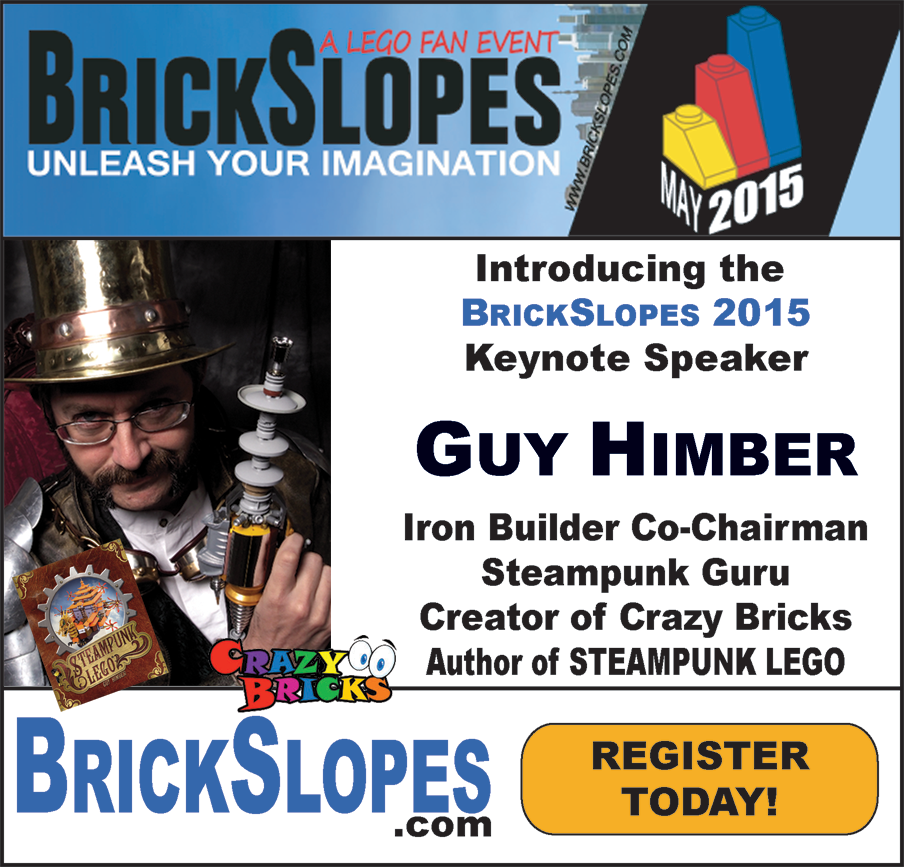 A LEGO FAN EVENT
BRICKSLOPES
UNLEASH YOUR IMAGINATION
WWW.BRICKSLOPES.COM
MAY 2015
Introducing the
BRICKSLOPES 2015
Keynote Speaker
GUY HIMBER
Iron Builder Co-Chairman
Steampunk Guru
Creator of Crazy Bricks
Author of STEAMPUNK LEGO
STEAMPUNK
LEGO
CRAZY
BRICKS
BRICKSLOPES
.com
REGISTER
TODAY!